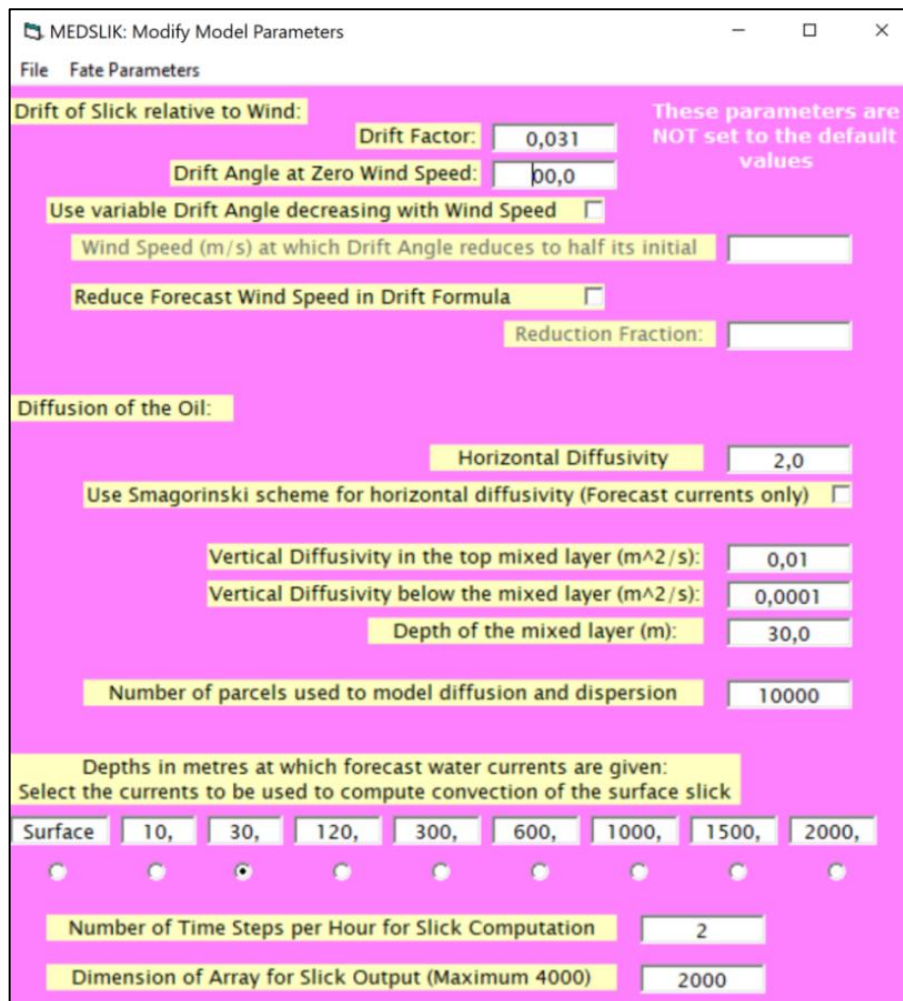 MEDSLIK: Modify Model Parameters
File Fate Parameters
Drift of Slick relative to Wind:
These parameters are
NOT set to the default
values
Drift Factor: 0,031
Drift Angle at Zero Wind Speed: 00,0
Use variable Drift Angle decreasing with Wind Speed
Wind Speed (m/s) at which Drift Angle reduces to half its initial
Reduce Forecast Wind Speed in Drift Formula
Reduction Fraction:
Diffusion of the Oil:
Horizontal Diffusivity 2,0
Use Smagorinski scheme for horizontal diffusivity (Forecast currents only)
Vertical Diffusivity in the top mixed layer (m^2/s): 0,01
Vertical Diffusivity below the mixed layer (m^2/s): 0,0001
Depth of the mixed layer (m): 30,0
Number of parcels used to model diffusion and dispersion 10000
Depths in metres at which forecast water currents are given:
Select the currents to be used to compute convection of the surface slick
Surface 10, 30, 120, 300, 600, 1000, 1500, 2000,
Number of Time Steps per Hour for Slick Computation 2
Dimension of Array for Slick Output (Maximum 4000) 2000